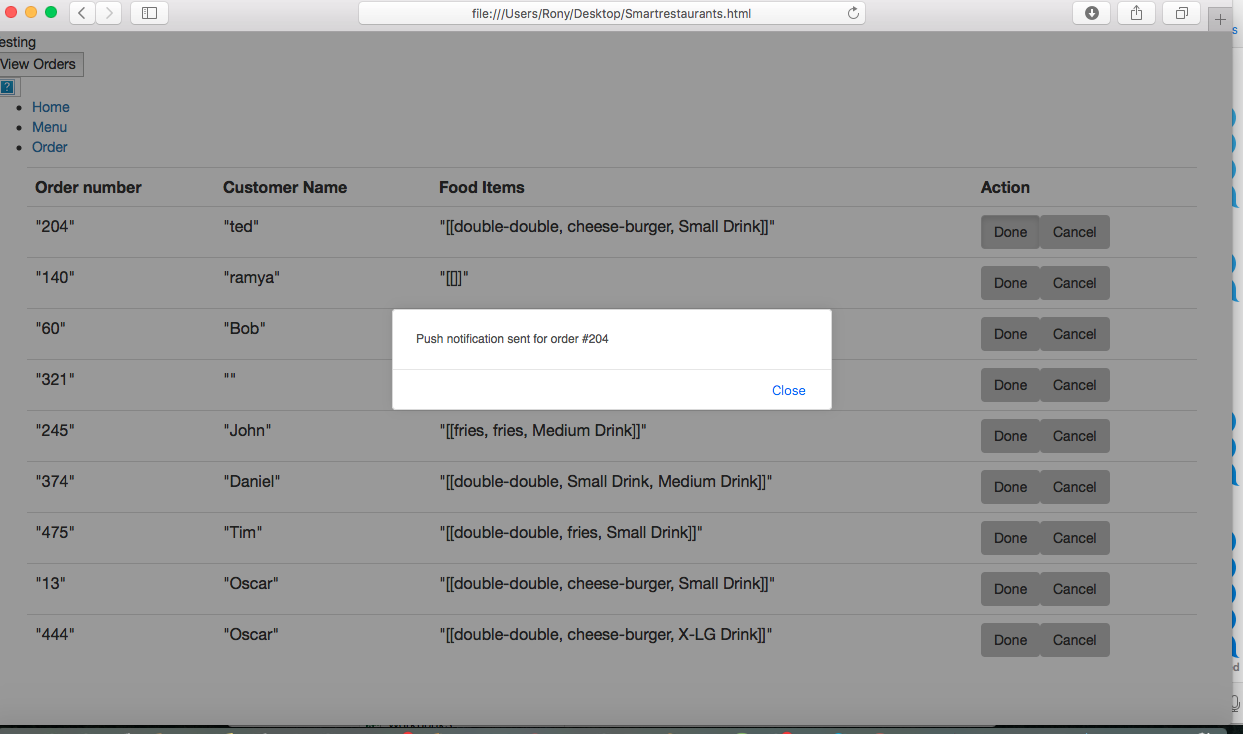 file:///Users/Rony/Desktop/Smartrestaurants.html
esting
View Orders
?
Home
Menu
Order
Order number Customer Name Food Items Action
"204" "ted" "[[double-double, cheese-burger, Small Drink]]" Done Cancel
"140" "ramya" "[[]]" Done Cancel
"60" "Bob" Done Cancel
Push notification sent for order #204
"321" "" Done Cancel
Close
"245" "John" "[[fries, fries, Medium Drink]]" Done Cancel
"374" "Daniel" "[[double-double, Small Drink, Medium Drink]]" Done Cancel
"475" "Tim" "[[double-double, fries, Small Drink]]" Done Cancel
"13" "Oscar" "[[double-double, cheese-burger, Small Drink]]" Done Cancel
"444" "Oscar" "[[double-double, cheese-burger, X-LG Drink]]" Done Cancel